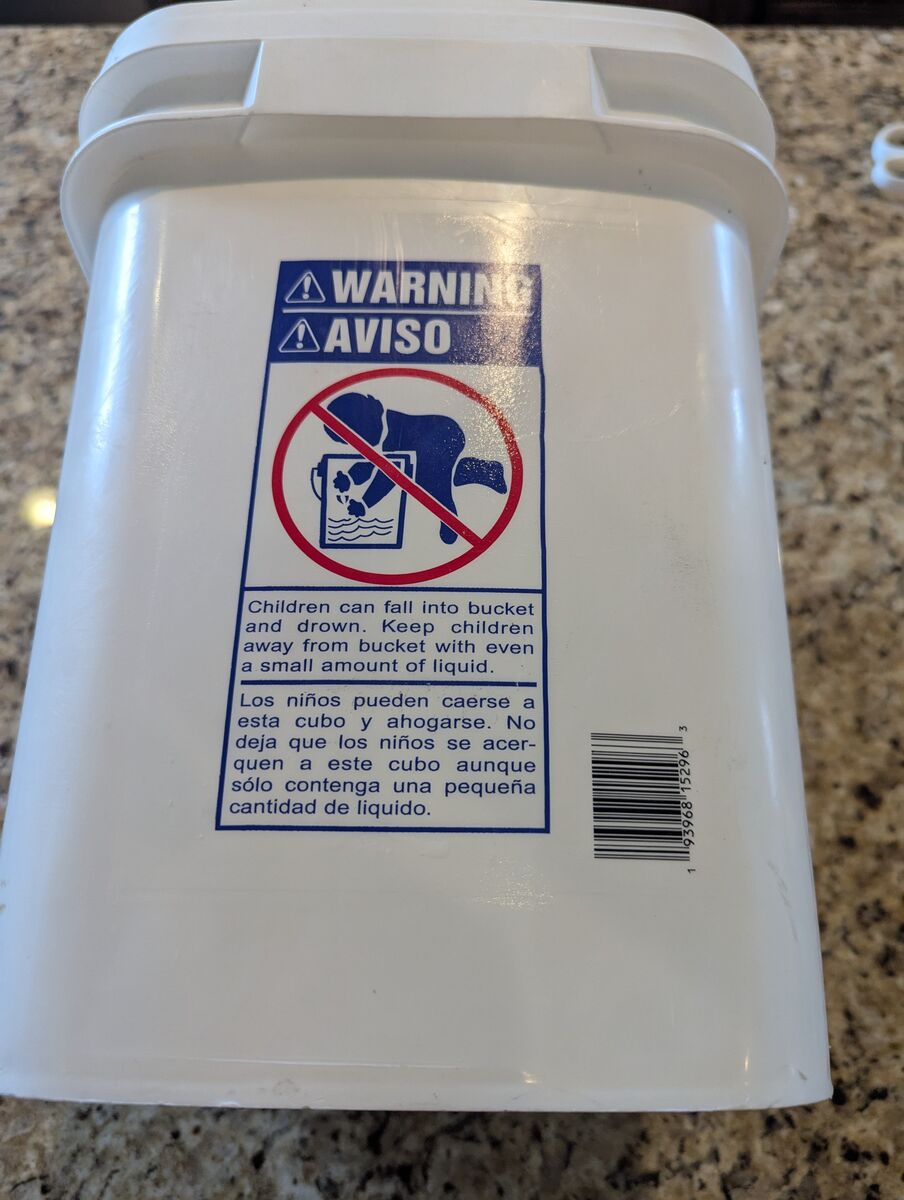 WARNING
AVISO
Children can fall into bucket
and drown. Keep children
away from bucket with even
a small amount of liquid.
Los niños pueden caerse a
esta cubo y ahogarse. No
deja que los niños se acer-
quen a este cubo aunque
sólo contenga una pequeña
cantidad de liquido.
1 93968 15296 3